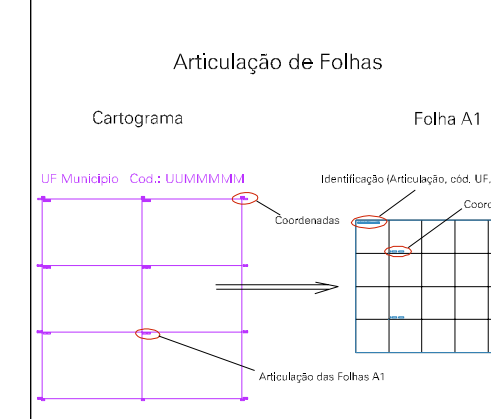 Articulação de Folhas
Cartograma
Folha A1
UF Municipio Cod.: UUMMMMM
Identificação (Articulação, cód. UF,
Coordenadas
Articulação das Folhas A1